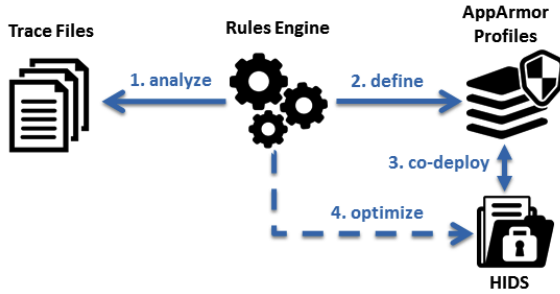 Trace Files
Rules Engine
AppArmor
Profiles
1. analyze
2. define
3. co-deploy
4. optimize
HIDS